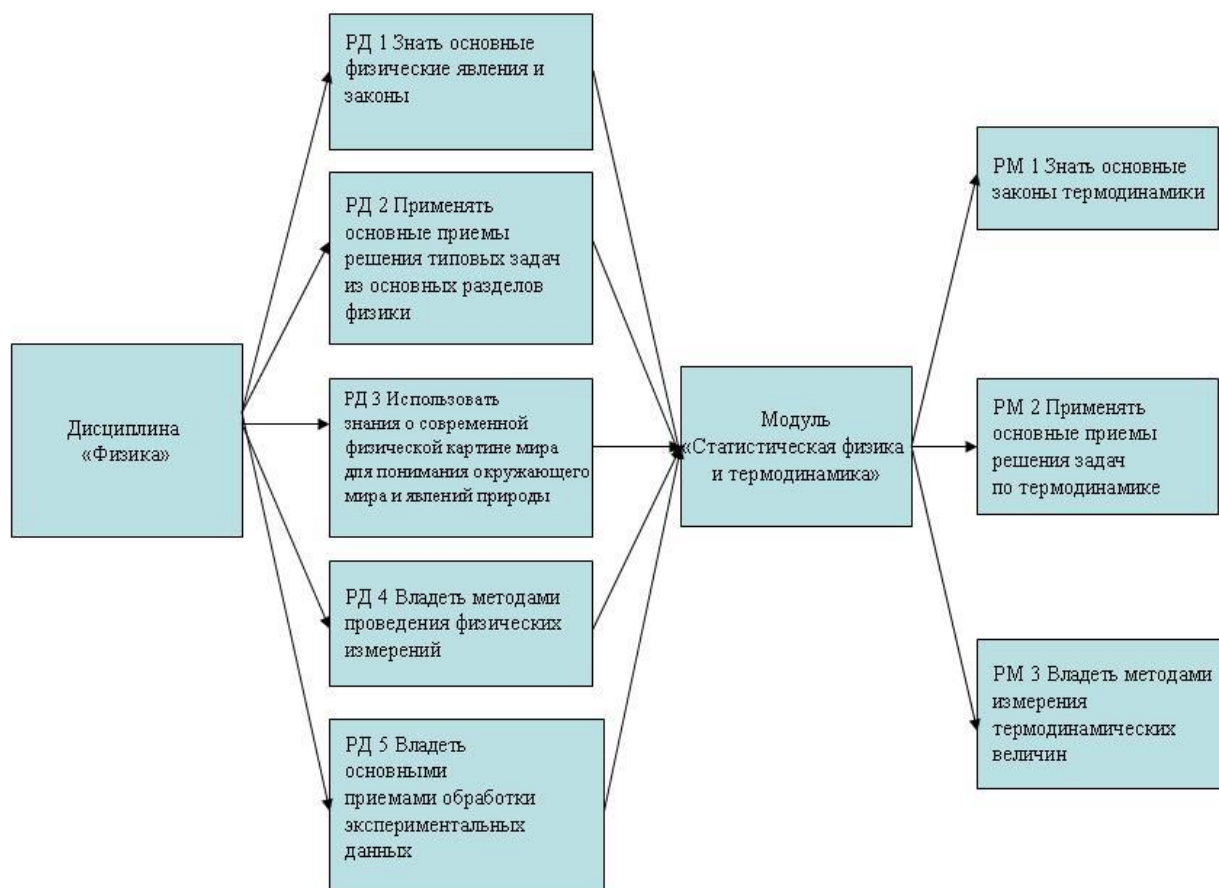 Дисциплина
«Физика»
РД 1 Знать основные
физические явления и
законы
РД 2 Применять
основные приемы
решения типовых задач
из основных разделов
физики
РД 3 Использовать
знания о современной
физической картине мира
для понимания окружающего
мира и явлений природы
РД 4 Владеть методами
проведения физических
измерений
РД 5 Владеть
основными
приемами обработки
экспериментальных
данных
Модуль
«Статистическая физика
и термодинамика»
РМ 1 Знать основные
законы термодинамики
РМ 2 Применять
основные приемы
решения задач
по термодинамике
РМ 3 Владеть методами
измерения
термодинамических
величин